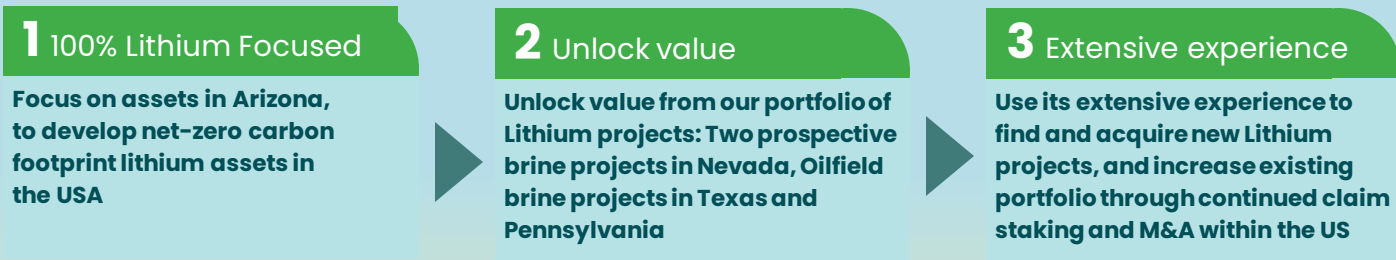 1 100% Lithium Focused
Focus on assets in Arizona,
to develop net-zero carbon
footprint lithium assets in
the USA
2 Unlock value
Unlock value from our portfolio of
Lithium projects: Two prospective
brine projects in Nevada, Oilfield
brine projects in Texas and
Pennsylvania
3 Extensive experience
Use its extensive experience to
find and acquire new Lithium
projects, and increase existing
portfolio through continued claim
staking and M&A within the US